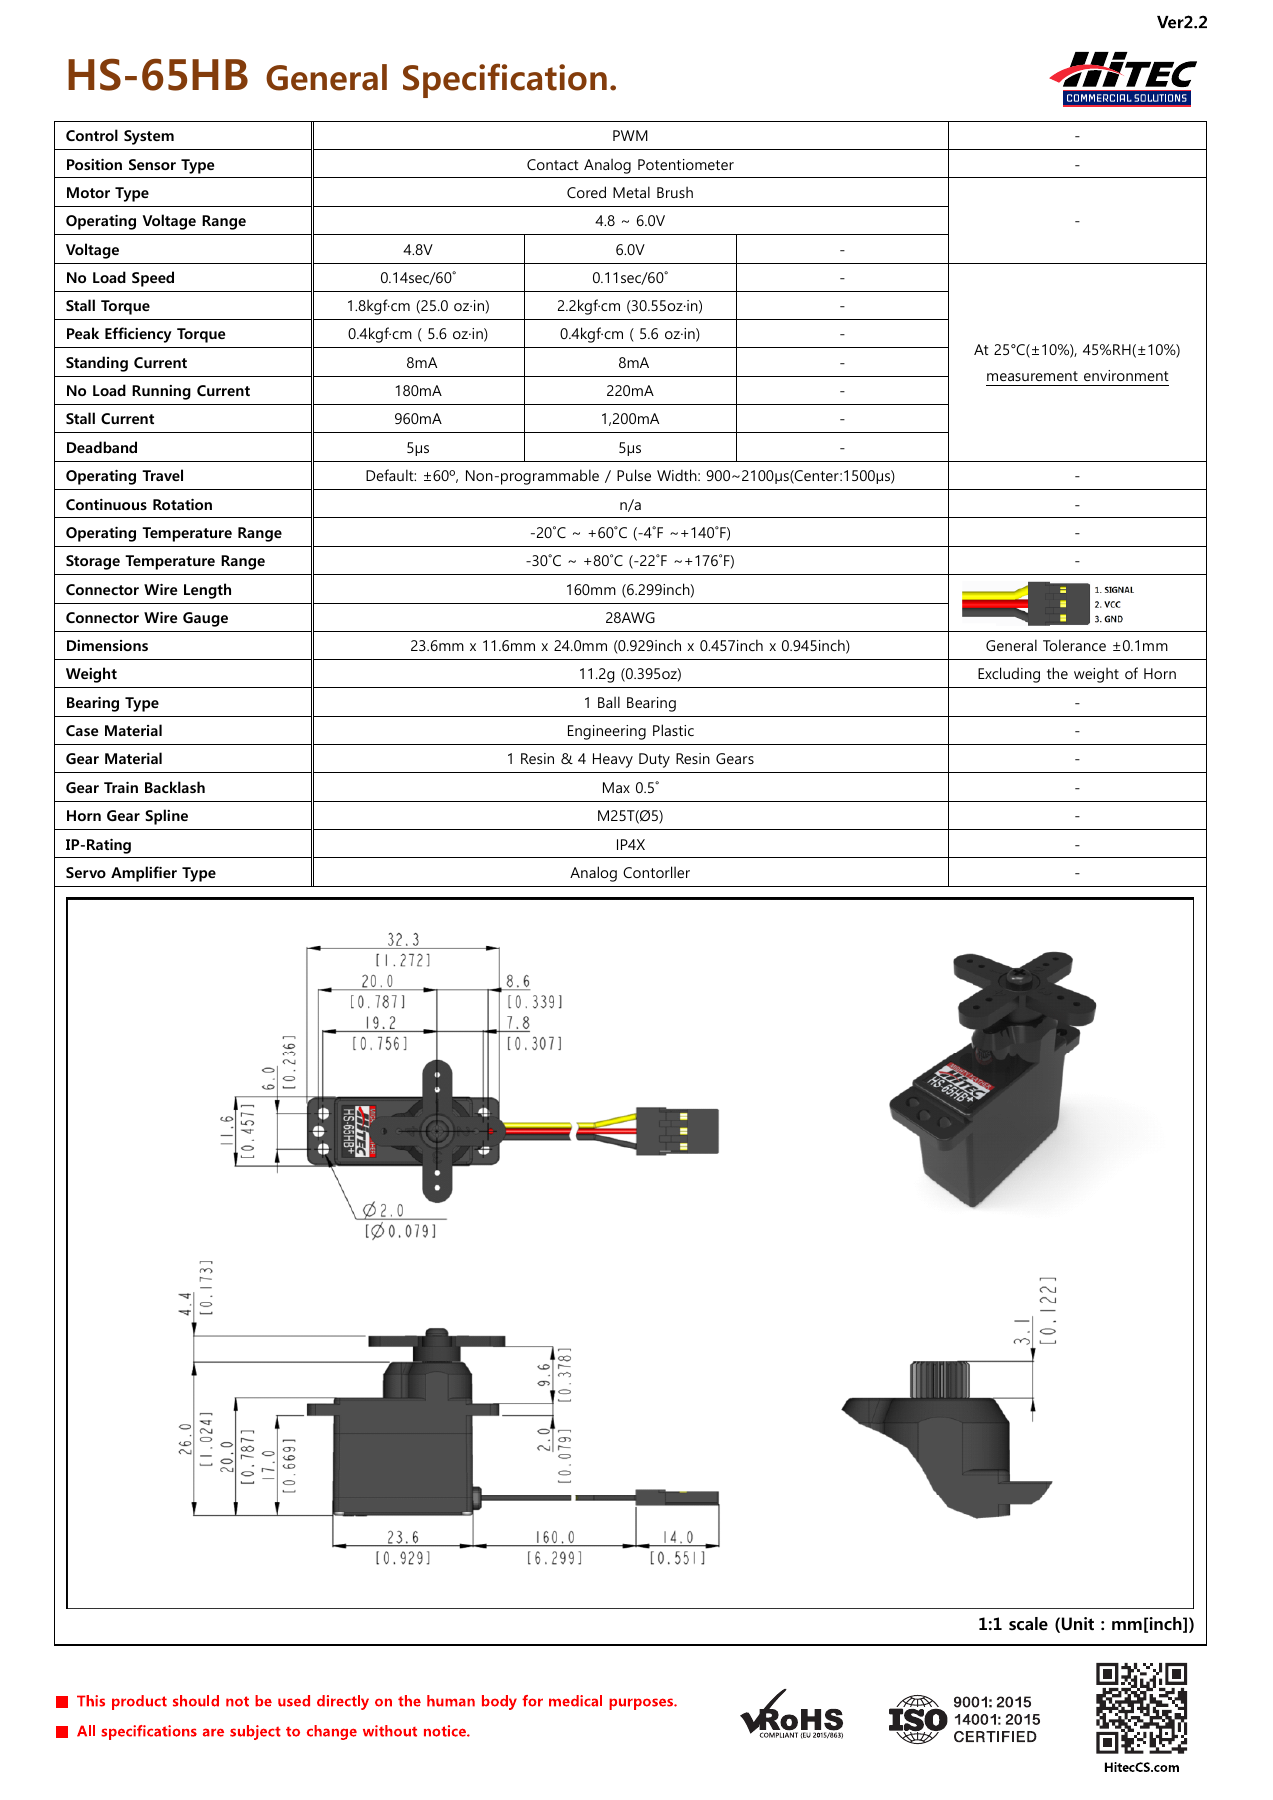 Ver2.2
HS-65HB General Specification.
HiTEC
COMMERCIAL SOLUTIONS
Control System PWM -
Position Sensor Type Contact Analog Potentiometer -
Motor Type Cored Metal Brush
Operating Voltage Range 4.8 ~ 6.0V -
Voltage 4.8V 6.0V -
No Load Speed 0.14sec/60˚ 0.11sec/60˚ -
Stall Torque 1.8kgf·cm (25.0 oz·in) 2.2kgf·cm (30.55oz·in) -
Peak Efficiency Torque 0.4kgf·cm ( 5.6 oz·in) 0.4kgf·cm ( 5.6 oz·in) -
Standing Current 8mA 8mA -
No Load Running Current 180mA 220mA -
Stall Current 960mA 1,200mA -
Deadband 5µs 5µs -
At 25°C(±10%), 45%RH(±10%)
measurement environment
Operating Travel Default: ±60º, Non-programmable / Pulse Width: 900~2100µs(Center:1500µs) -
Continuous Rotation n/a -
Operating Temperature Range -20˚C ~ +60˚C (-4˚F ~+140˚F) -
Storage Temperature Range -30˚C ~ +80˚C (-22˚F ~+176˚F) -
Connector Wire Length 160mm (6.299inch)
Connector Wire Gauge 28AWG
1. SIGNAL
2. VCC
3. GND
Dimensions 23.6mm x 11.6mm x 24.0mm (0.929inch x 0.457inch x 0.945inch) General Tolerance ±0.1mm
Weight 11.2g (0.395oz) Excluding the weight of Horn
Bearing Type 1 Ball Bearing -
Case Material Engineering Plastic -
Gear Material 1 Resin & 4 Heavy Duty Resin Gears -
Gear Train Backlash Max 0.5˚ -
Horn Gear Spline M25T(Ø5) -
IP-Rating IP4X -
Servo Amplifier Type Analog Contorller -
32.3
[1.272]
20.0
[0.787]
8.6
[0.339]
19.2
[0.756]
7.8
[0.307]
6.0
[0.236]
11.6
[0.457]
Ø2.0
[Ø0.079]
HiTEC
HS-65HB+
HiTEC
HS-65HB+
4.4
[0.173]
26.0
[1.024]
20.0
[0.787]
17.0
[0.669]
9.6
[0.378]
2.0
[0.079]
23.6
[0.929]
160.0
[6.299]
14.0
[0.551]
3.1
[0.122]
1:1 scale (Unit : mm[inch])
This product should not be used directly on the human body for medical purposes.
All specifications are subject to change without notice.
RoHS
COMPLIANT (EU 2015/863)
ISO
9001: 2015
14001: 2015
CERTIFIED
HitecCS.com